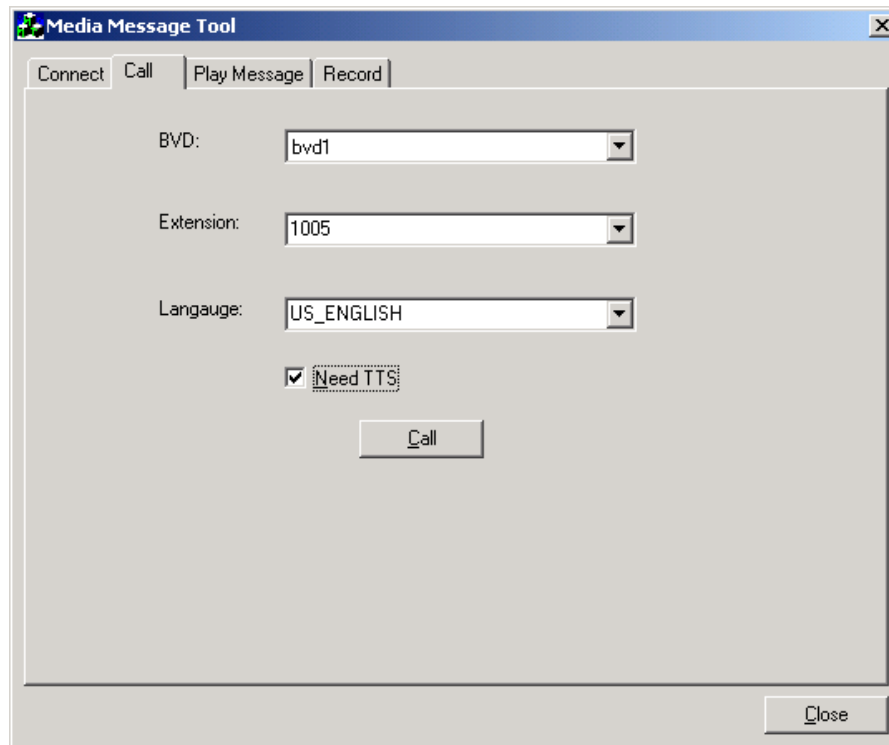 Media Message Tool
Connect Call Play Message Record
BVD: bvd1
Extension: 1005
Langauge: US_ENGLISH
Need TTS
Call
Close